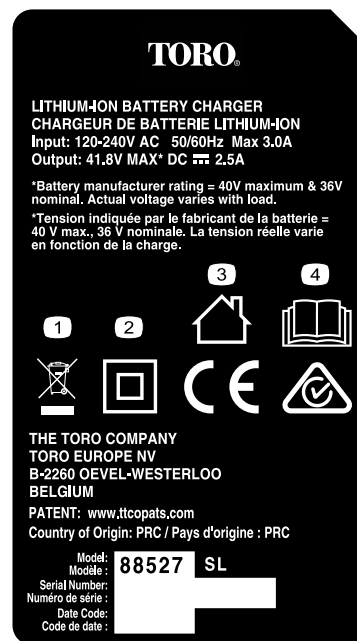 TORO®
LITHIUM-ION BATTERY CHARGER
CHARGEUR DE BATTERIE LITHIUM-ION
Input: 120-240V AC 50/60Hz Max 3.0A
Output: 41.8V MAX* DC ⎓ 2.5A
*Battery manufacturer rating = 40V maximum & 36V
nominal. Actual voltage varies with load.
*Tension indiquée par le fabricant de la batterie =
40 V max., 36 V nominale. La tension réelle varie
en fonction de la charge.
3 4
1 2
CE
THE TORO COMPANY
TORO EUROPE NV
B-2260 OEVEL-WESTERLOO
BELGIUM
PATENT: www.ttcopats.com
Country of Origin: PRC / Pays d'origine : PRC
Model:
Modèle : 88527 SL
Serial Number:
Numéro de série :
Date Code:
Code de date :